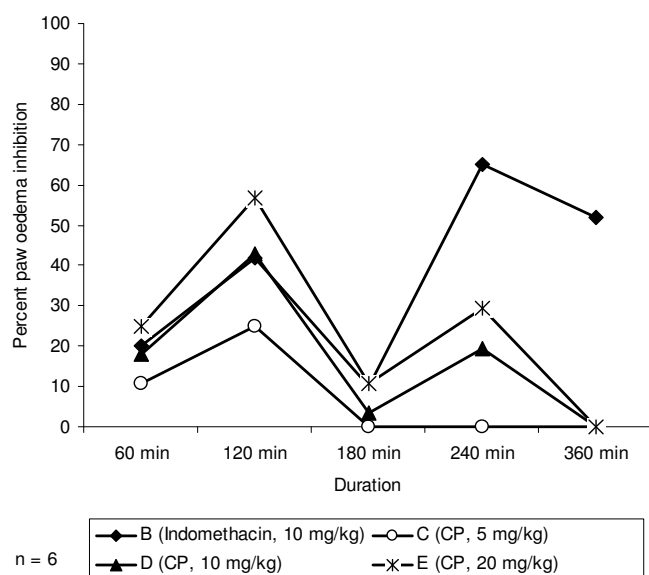 100
90
80
70
60
50
40
30
20
10
0
Percent paw oedema inhibition
60 min 120 min 180 min 240 min 360 min
Duration
B (Indomethacin, 10 mg/kg) C (CP, 5 mg/kg)
n = 6 D (CP, 10 mg/kg) E (CP, 20 mg/kg)